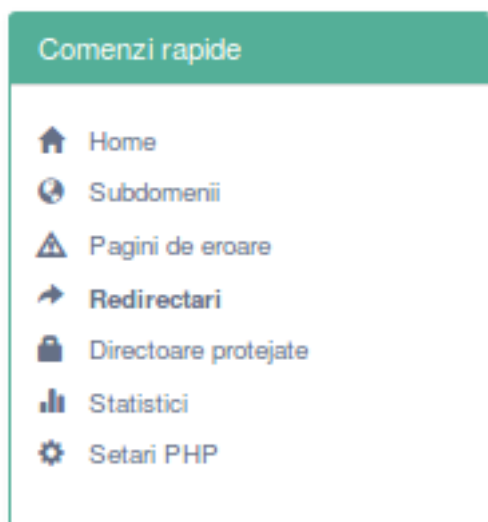 Comenzi rapide
Home
Subdomenii
Pagini de eroare
Redirectari
Directoare protejate
Statistici
Setari PHP